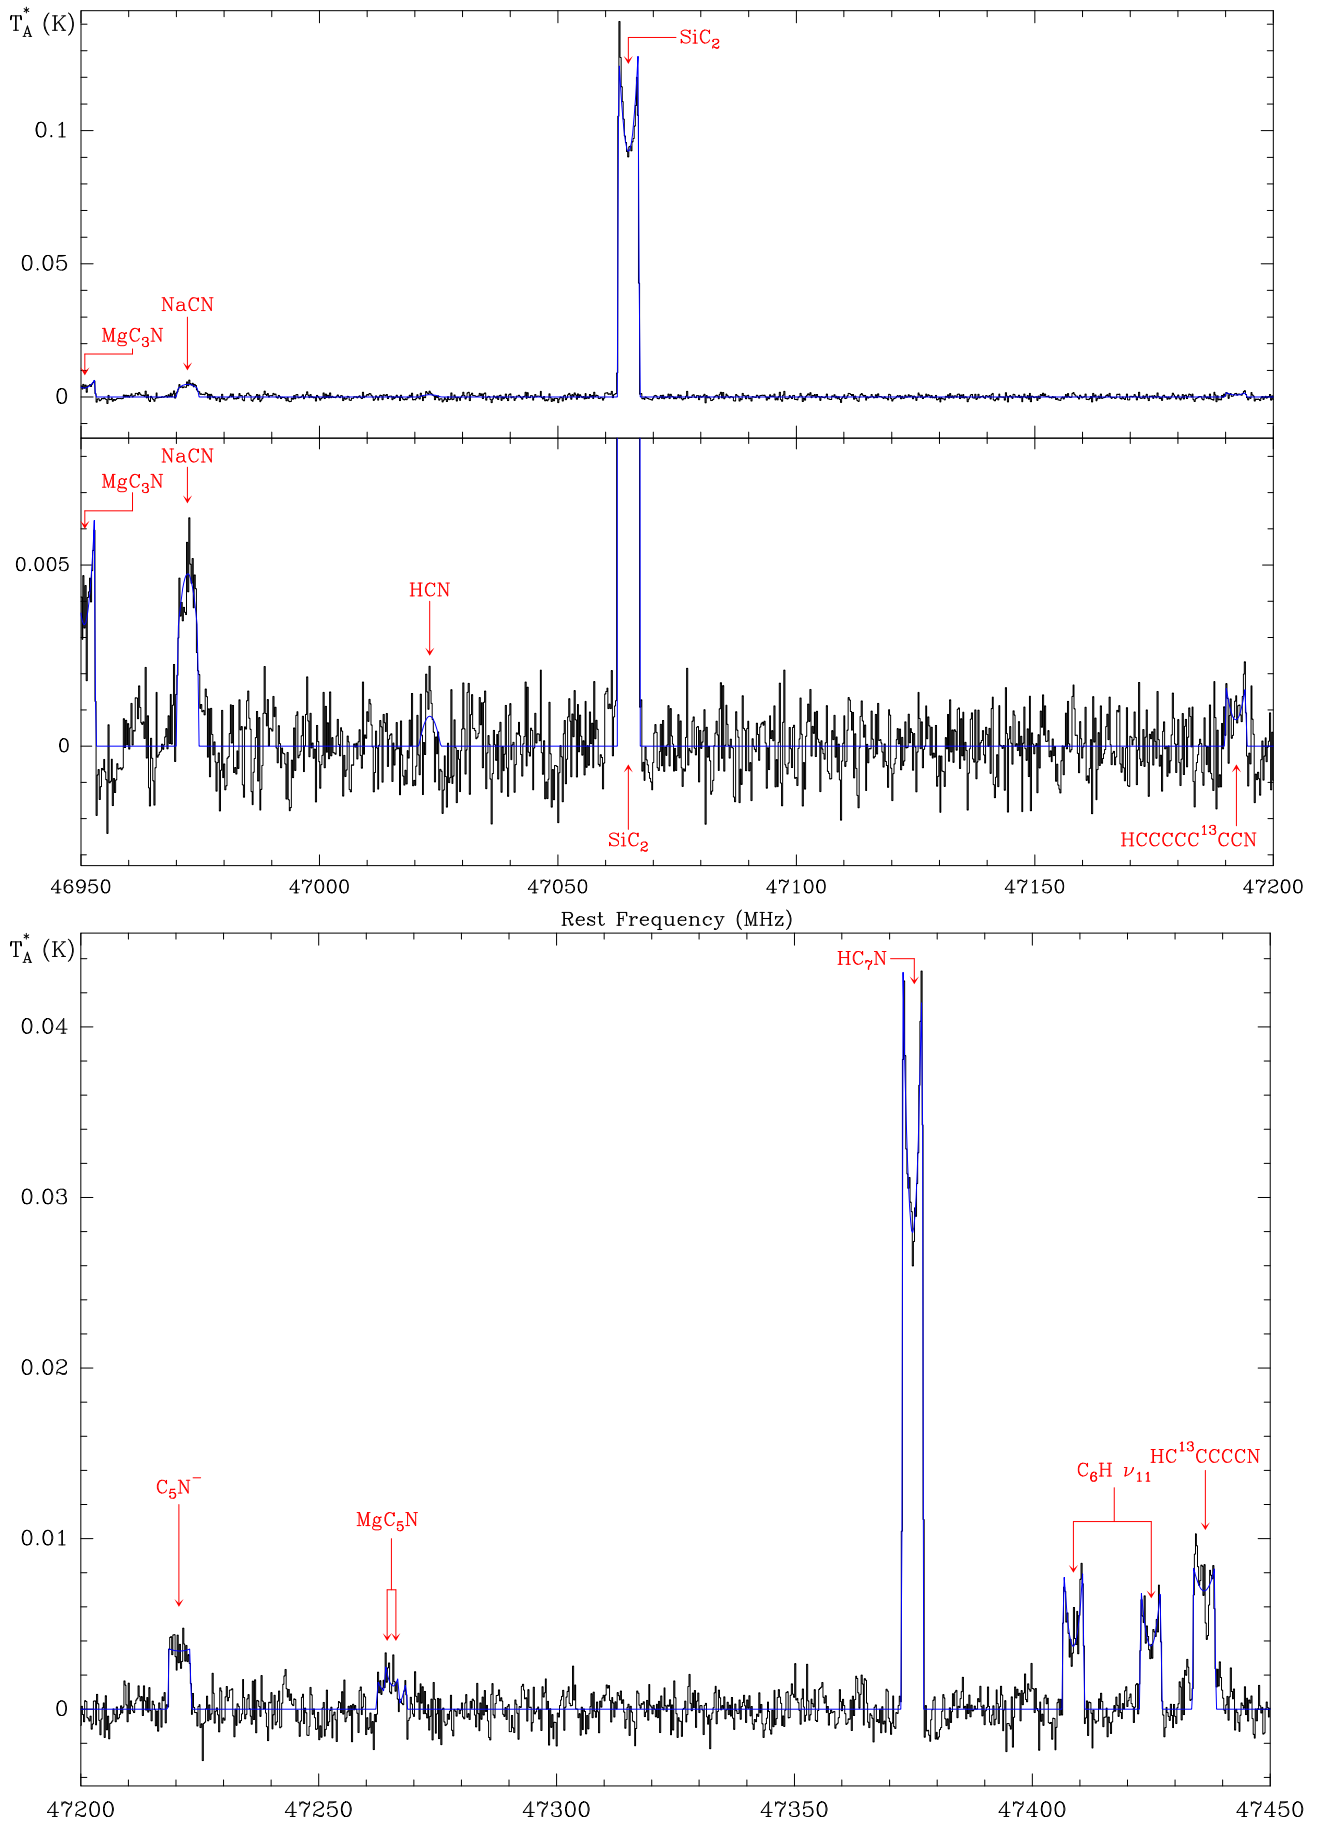 T*A (K)
SiC2
0.1
0.05
NaCN
MgC3N
0
NaCN
MgC3N
0.005
HCN
0
SiC2
HCCCCC13CCN
46950 47000 47050 47100 47150 47200
Rest Frequency (MHz)
T*A (K)
HC7N
0.04
0.03
0.02
HC13CCCCN
C6H ν11
C5N−
MgC5N
0.01
0
47200 47250 47300 47350 47400 47450